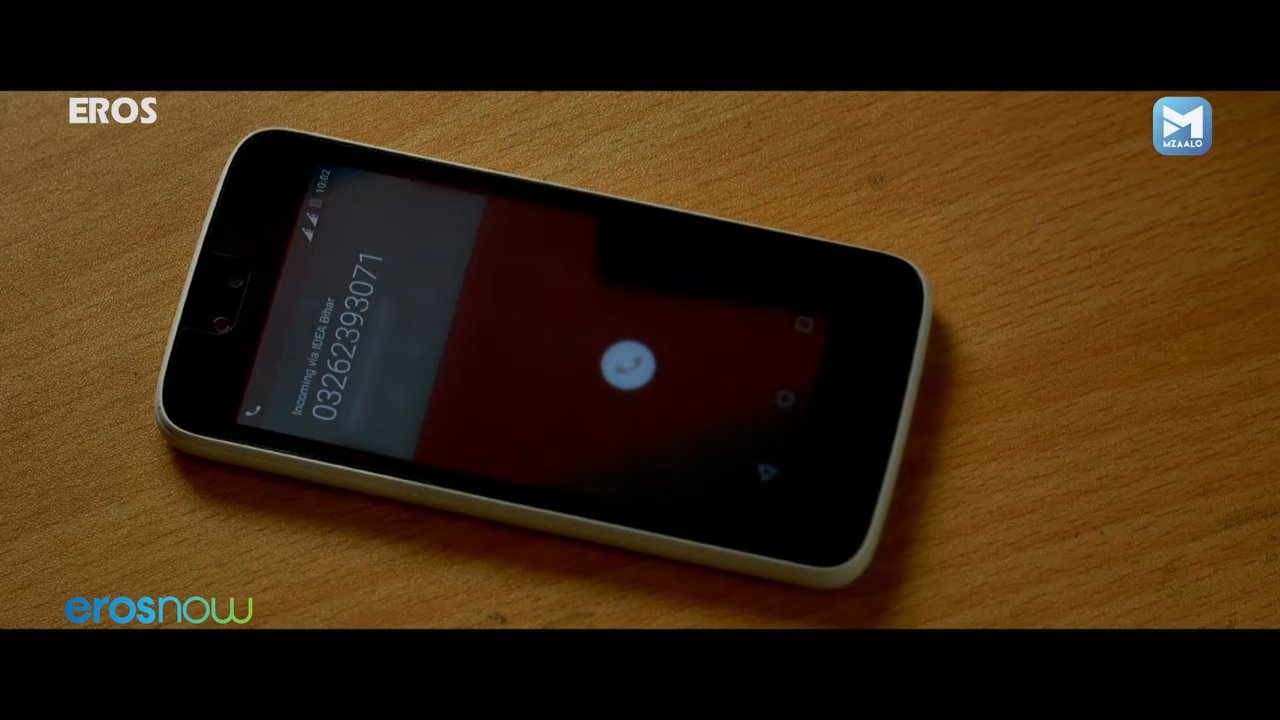 EROS
MZAALO
10:02
Incoming via IDEA Bihar
03262393071
erosnow